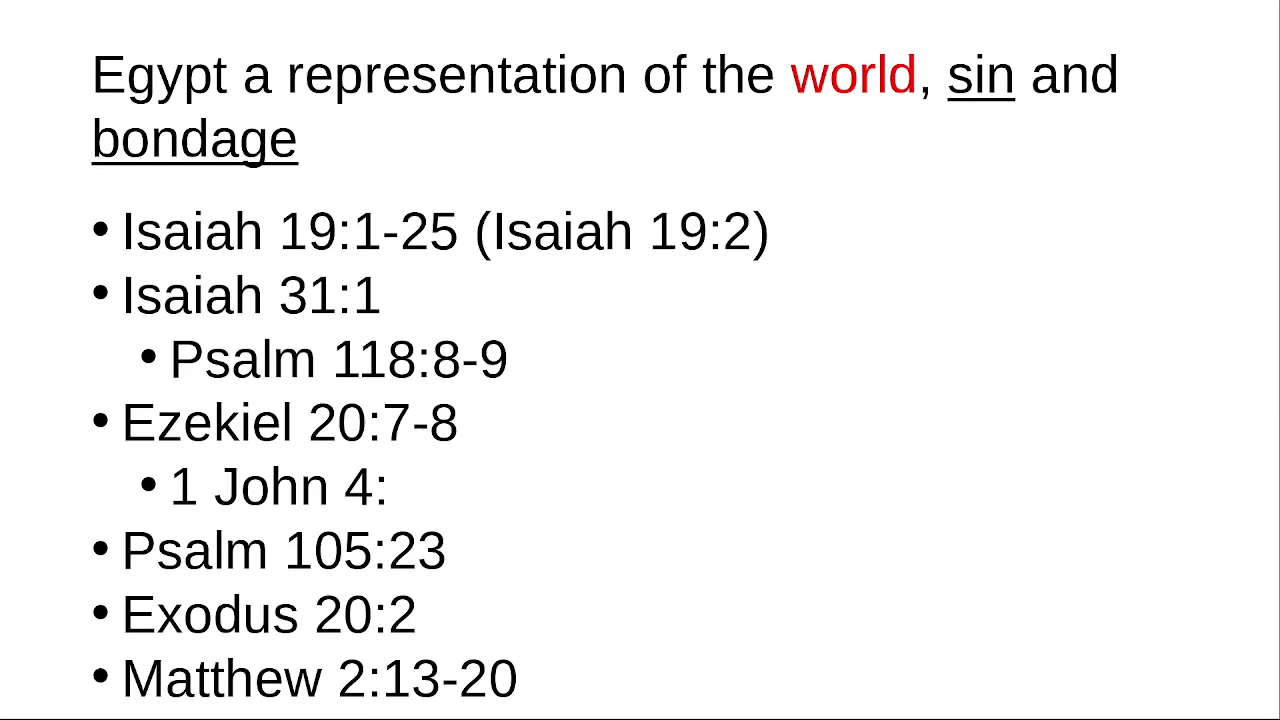 Egypt a representation of the world, sin and
bondage
• Isaiah 19:1-25 (Isaiah 19:2)
• Isaiah 31:1
• Psalm 118:8-9
• Ezekiel 20:7-8
• 1 John 4:
• Psalm 105:23
• Exodus 20:2
• Matthew 2:13-20